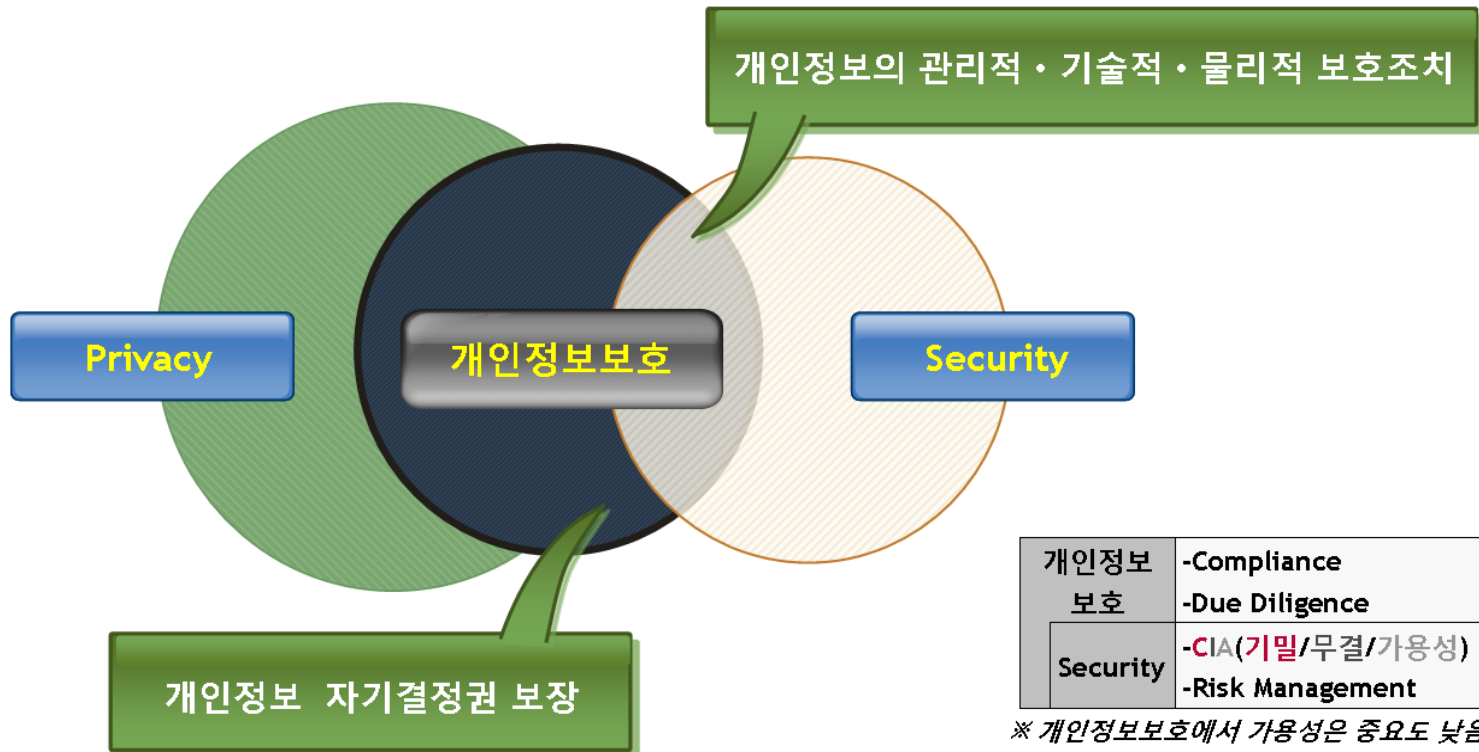 개인정보의 관리적 · 기술적 · 물리적 보호조치
Privacy
개인정보보호
Security
개인정보 자기결정권 보장
개인정보
보호
-Compliance
-Due Diligence
Security
-CIA(기밀/무결/가용성)
-Risk Management
※ 개인정보보호에서 가용성은 중요도 낮음